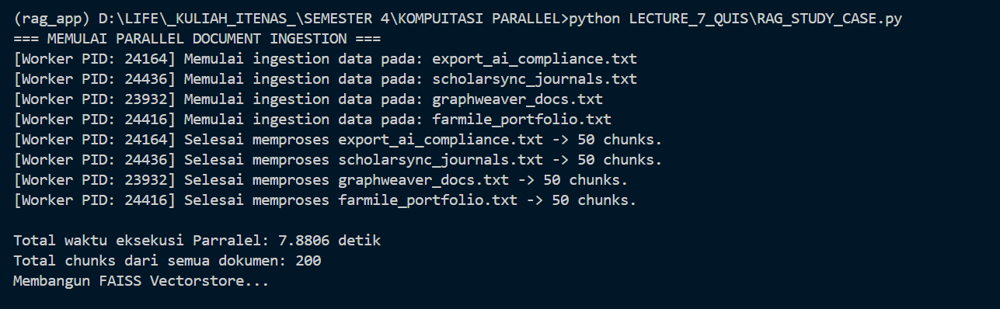 (rag_app) D:\LIFE\_KULIAH_ITENAS_\SEMESTER 4\KOMPUITASI PARALLEL>python LECTURE_7_QUIS\RAG_STUDY_CASE.py
=== MEMULAI PARALLEL DOCUMENT INGESTION ===
[Worker PID: 24164] Memulai ingestion data pada: export_ai_compliance.txt
[Worker PID: 24436] Memulai ingestion data pada: scholarsync_journals.txt
[Worker PID: 23932] Memulai ingestion data pada: graphweaver_docs.txt
[Worker PID: 24416] Memulai ingestion data pada: farmile_portfolio.txt
[Worker PID: 24164] Selesai memproses export_ai_compliance.txt -> 50 chunks.
[Worker PID: 24436] Selesai memproses scholarsync_journals.txt -> 50 chunks.
[Worker PID: 23932] Selesai memproses graphweaver_docs.txt -> 50 chunks.
[Worker PID: 24416] Selesai memproses farmile_portfolio.txt -> 50 chunks.
Total waktu eksekusi Parralel: 7.8806 detik
Total chunks dari semua dokumen: 200
Membangun FAISS Vectorstore...